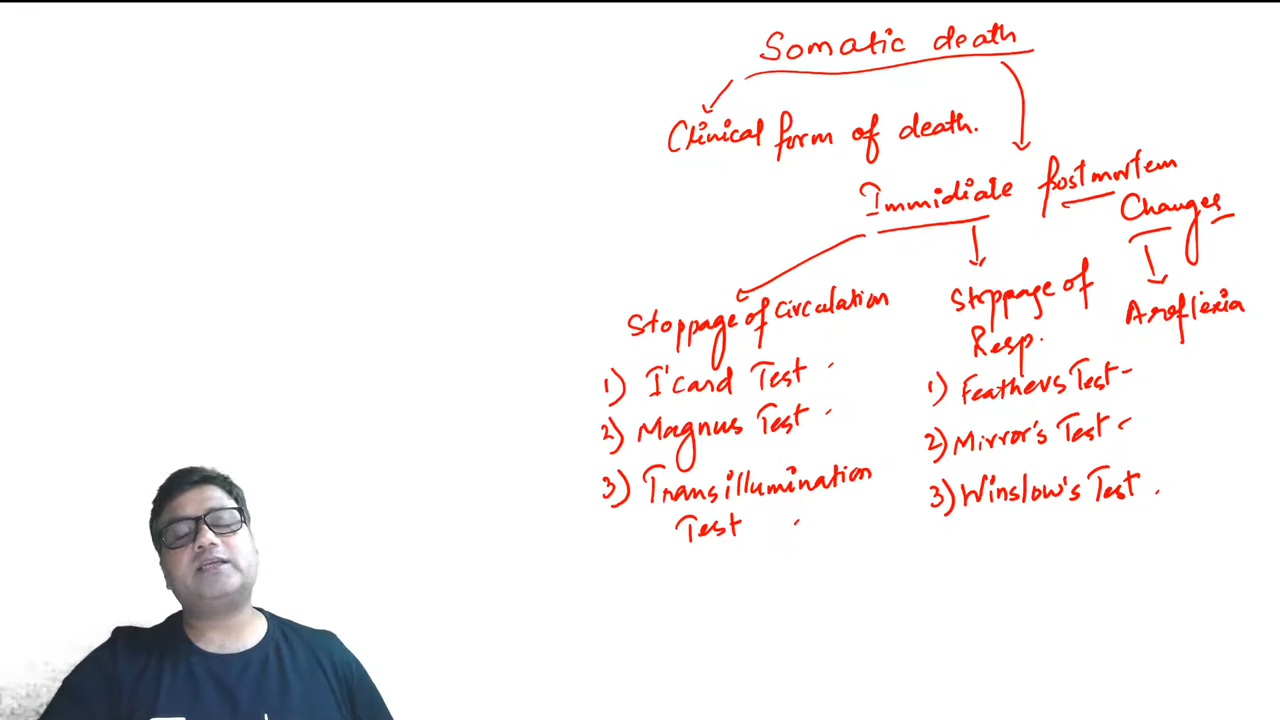 Somatic death
Clinical form of death.
Immidiate postmortem
Changes
Stoppage of Circulation
1) I'card Test
2) Magnus Test
3) Transillumination
Test
Stoppage of
Resp.
1) Feathers Test
2) Mirror's Test
3) Winslow's Test
Areflexia